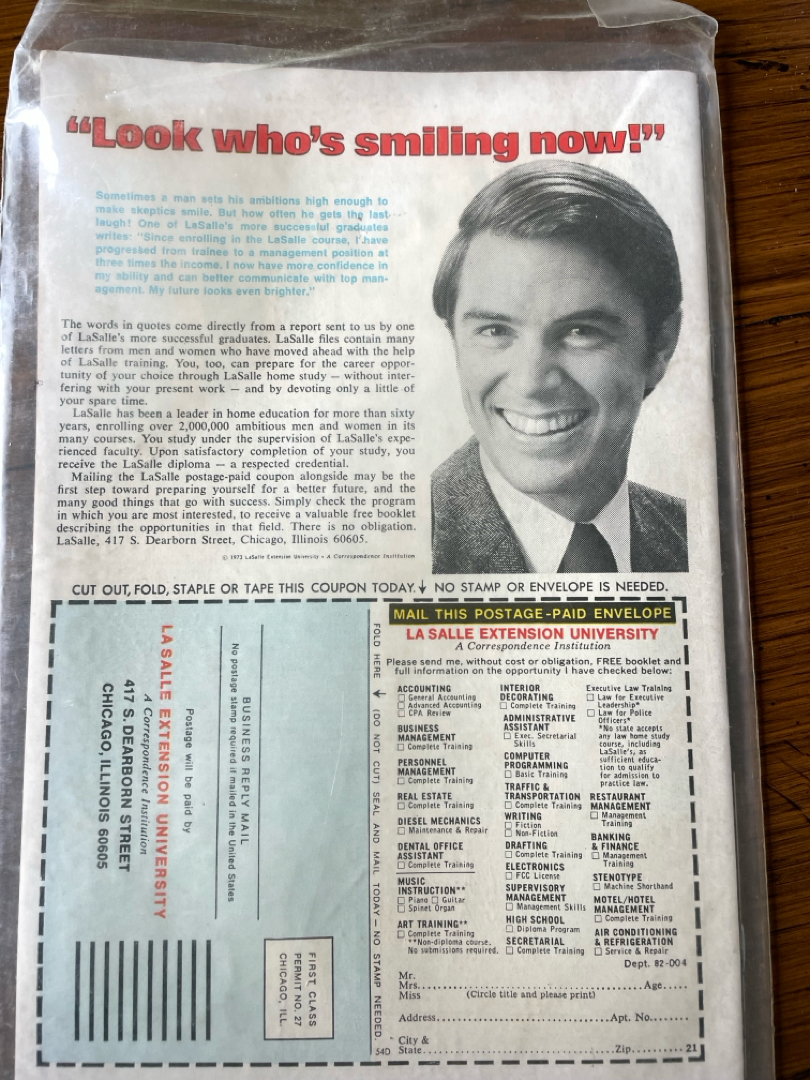 “Look who’s smiling now!”
Sometimes a man sets his ambitions high enough to
make skeptics smile. But how often he gets the last
laugh! One of LaSalle's more successful graduates
writes: "Since enrolling in the LaSalle course, I have
progressed from trainee to a management position at
three times the income. I now have more confidence in
my ability and can better communicate with top man-
agement. My future looks even brighter."
The words in quotes come directly from a report sent to us by one
of LaSalle's more successful graduates. LaSalle files contain many
letters from men and women who have moved ahead with the help
of LaSalle training. You, too, can prepare for the career oppor-
tunity of your choice through LaSalle home study — without inter-
fering with your present work — and by devoting only a little of
your spare time.
LaSalle has been a leader in home education for more than sixty
years, enrolling over 2,000,000 ambitious men and women in its
many courses. You study under the supervision of LaSalle's expe-
rienced faculty. Upon satisfactory completion of your study, you
receive the LaSalle diploma — a respected credential.
Mailing the LaSalle postage-paid coupon alongside may be the
first step toward preparing yourself for a better future, and the
many good things that go with success. Simply check the program
in which you are most interested, to receive a valuable free booklet
describing the opportunities in that field. There is no obligation.
LaSalle, 417 S. Dearborn Street, Chicago, Illinois 60605.
© 1973 LaSalle Extension University - A Correspondence Institution
CUT OUT, FOLD, STAPLE OR TAPE THIS COUPON TODAY. ↓ NO STAMP OR ENVELOPE IS NEEDED.
FIRST CLASS
PERMIT NO. 27
CHICAGO, ILL.
BUSINESS REPLY MAIL
No postage stamp required if mailed in the United States
Postage will be paid by
LA SALLE EXTENSION UNIVERSITY
A Correspondence Institution
417 S. DEARBORN STREET
CHICAGO, ILLINOIS 60605
FOLD HERE → (DO NOT CUT) SEAL AND MAIL TODAY — NO STAMP NEEDED.
54D
MAIL THIS POSTAGE-PAID ENVELOPE
LA SALLE EXTENSION UNIVERSITY
A Correspondence Institution
Please send me, without cost or obligation, FREE booklet and
full information on the opportunity I have checked below:
ACCOUNTING
☐ General Accounting
☐ Advanced Accounting
☐ CPA Review
BUSINESS
MANAGEMENT
☐ Complete Training
PERSONNEL
MANAGEMENT
☐ Complete Training
REAL ESTATE
☐ Complete Training
DIESEL MECHANICS
☐ Maintenance & Repair
DENTAL OFFICE
ASSISTANT
☐ Complete Training
MUSIC
INSTRUCTION**
☐ Piano ☐ Guitar
☐ Spinet Organ
ART TRAINING**
☐ Complete Training
**Non-diploma course.
No submissions required.
INTERIOR
DECORATING
☐ Complete Training
ADMINISTRATIVE
ASSISTANT
☐ Exec. Secretarial
Skills
COMPUTER
PROGRAMMING
☐ Basic Training
TRAFFIC &
TRANSPORTATION
☐ Complete Training
WRITING
☐ Fiction
☐ Non-Fiction
DRAFTING
☐ Complete Training
ELECTRONICS
☐ FCC License
SUPERVISORY
MANAGEMENT
☐ Management Skills
HIGH SCHOOL
☐ Diploma Program
SECRETARIAL
☐ Complete Training
Executive Law Training
☐ Law for Executive
Leadership*
☐ Law for Police
Officers*
*No state accepts
any law home study
course, including
LaSalle's, as
sufficient educa-
tion to qualify
for admission to
practice law.
RESTAURANT
MANAGEMENT
☐ Management
Training
BANKING
& FINANCE
☐ Management
Training
STENOTYPE
☐ Machine Shorthand
MOTEL/HOTEL
MANAGEMENT
☐ Complete Training
AIR CONDITIONING
& REFRIGERATION
☐ Service & Repair
Dept. 82-004
Mr.
Mrs. Age
Miss (Circle title and please print)
Address Apt. No.
City &
State Zip 21